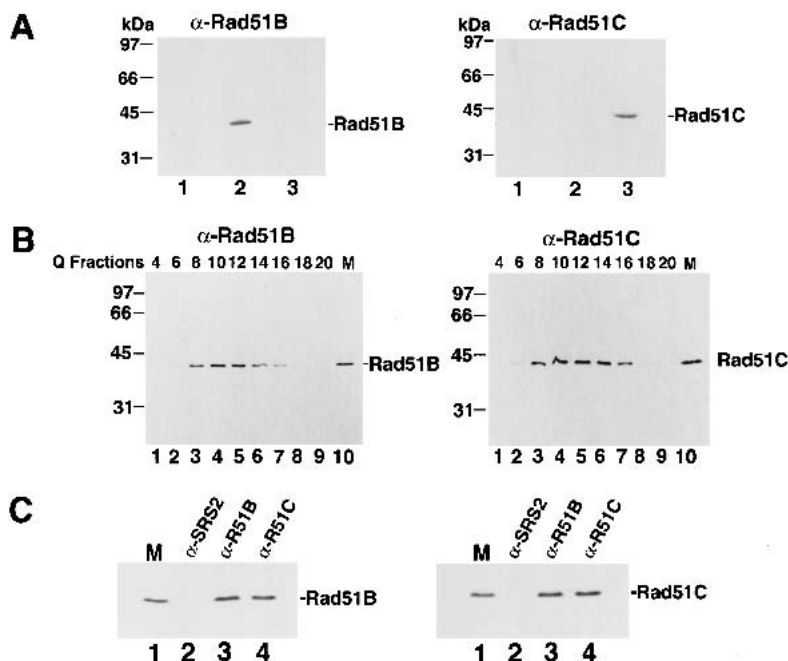 A
kDa α-Rad51B
97–
66–
45–
31–
-Rad51B
1 2 3
kDa α-Rad51C
97–
66–
45–
31–
-Rad51C
1 2 3
B
α-Rad51B
Q Fractions 4 6 8 10 12 14 16 18 20 M
97–
66–
45–
31–
-Rad51B
1 2 3 4 5 6 7 8 9 10
α-Rad51C
4 6 8 10 12 14 16 18 20 M
97–
66–
45–
31–
Rad51C
1 2 3 4 5 6 7 8 9 10
C
M α-SRS2 α-R51B α-R51C
-Rad51B
1 2 3 4
M α-SRS2 α-R51B α-R51C
-Rad51C
1 2 3 4